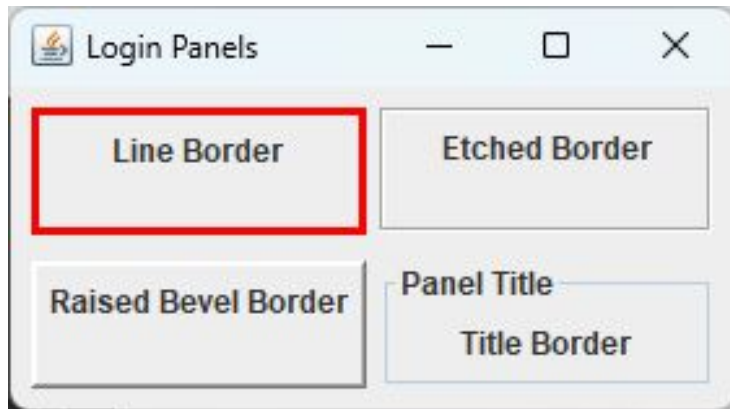 Login Panels
Line Border
Etched Border
Raised Bevel Border
Panel Title
Title Border